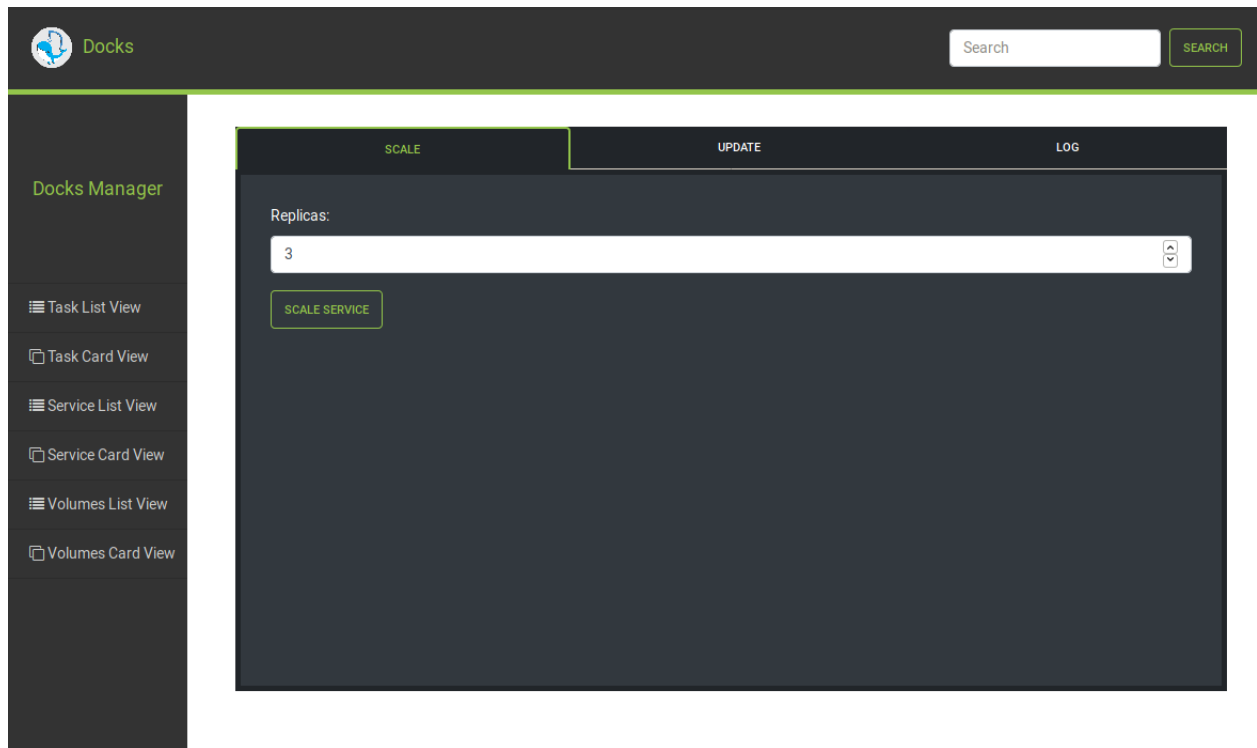 Docks
Search
SEARCH
Docks Manager
Task List View
Task Card View
Service List View
Service Card View
Volumes List View
Volumes Card View
SCALE
UPDATE
LOG
Replicas:
3
SCALE SERVICE